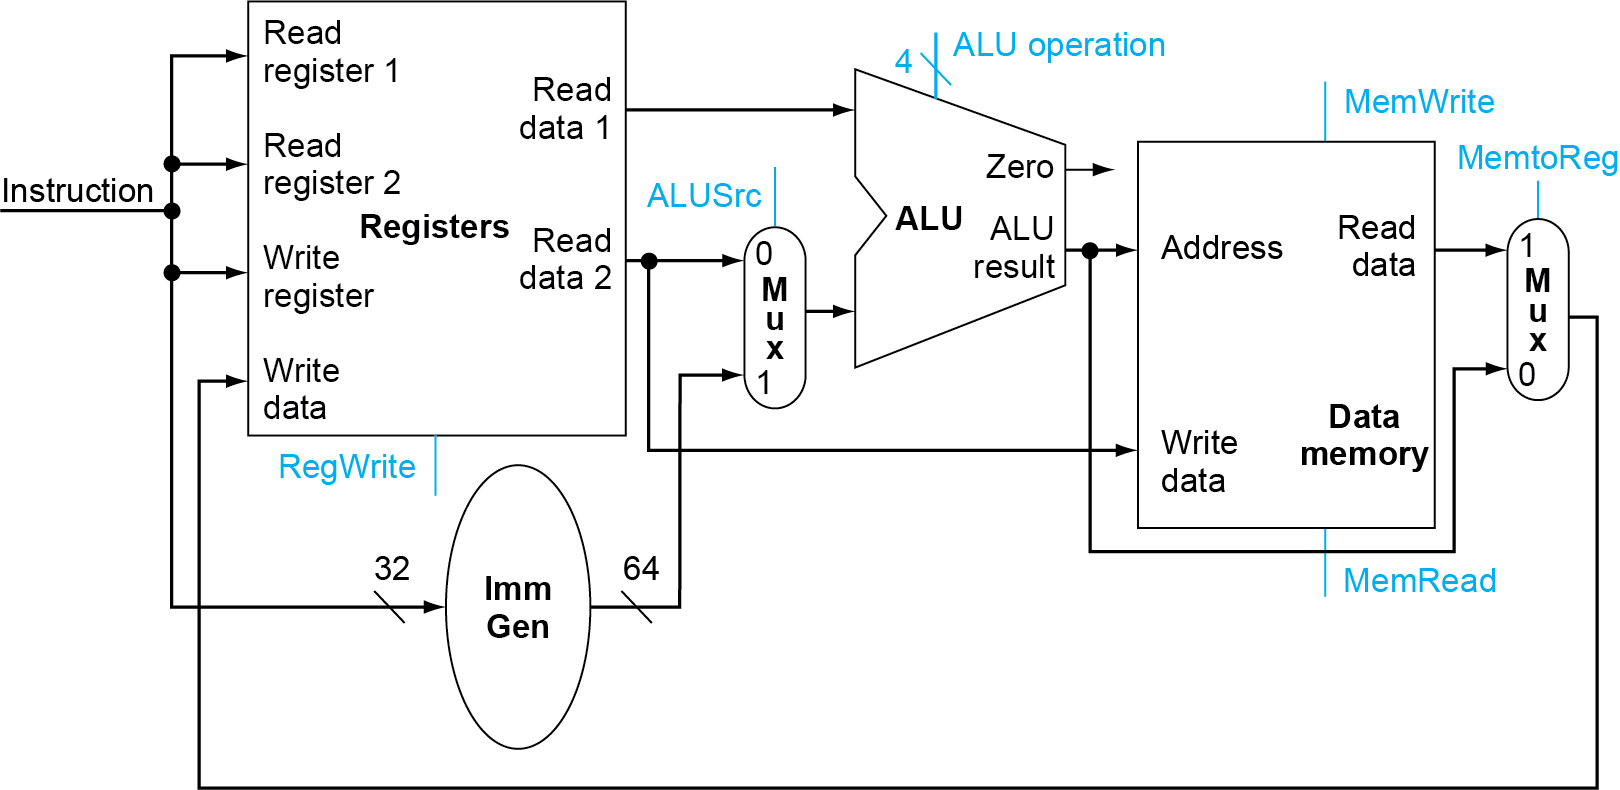 Instruction
Read
register 1
Read
register 2
Write
register
Write
data
Registers
Read
data 1
Read
data 2
RegWrite
32
Imm
Gen
64
ALUSrc
0
M
u
x
1
4
ALU operation
ALU
Zero
ALU
result
MemWrite
Address
Read
data
Write
data
Data
memory
MemRead
MemtoReg
1
M
u
x
0